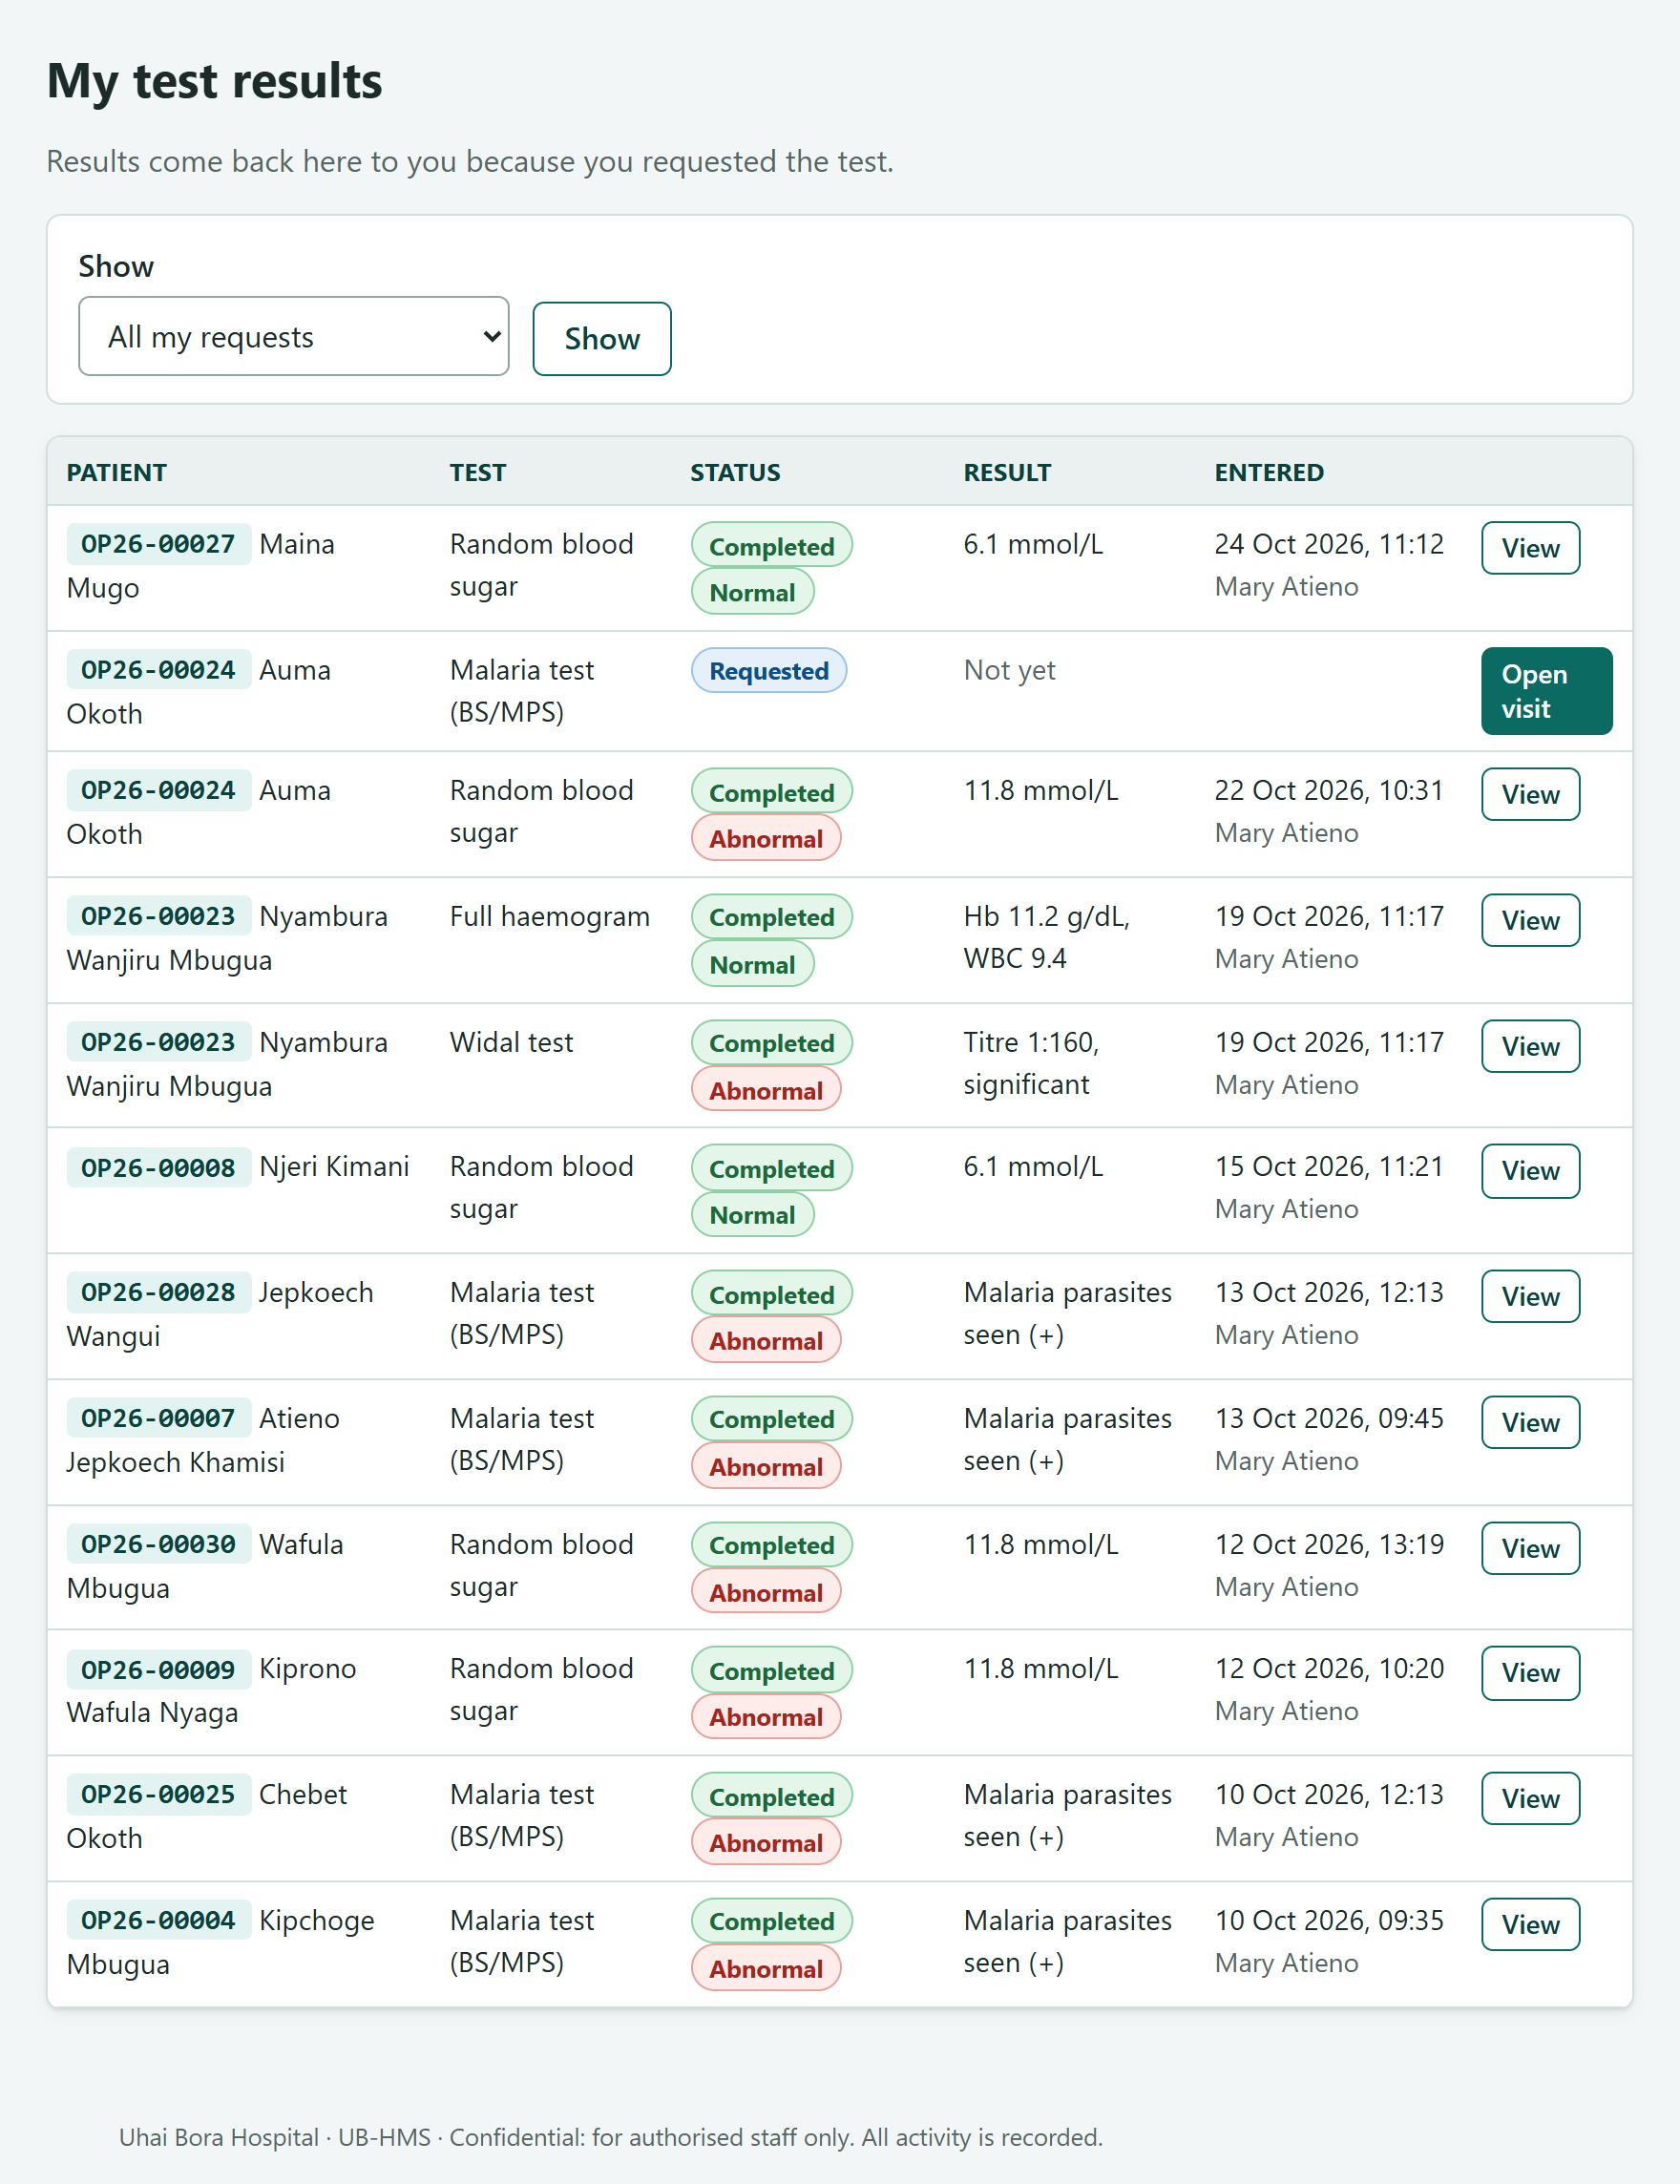 My test results
Results come back here to you because you requested the test.
Show
All my requests
Show
PATIENT TEST STATUS RESULT ENTERED
OP26-00027 Maina Random blood Completed 6.1 mmol/L 24 Oct 2026, 11:12 View
Mugo sugar Normal Mary Atieno
OP26-00024 Auma Malaria test Requested Not yet Open
Okoth (BS/MPS) visit
OP26-00024 Auma Random blood Completed 11.8 mmol/L 22 Oct 2026, 10:31 View
Okoth sugar Abnormal Mary Atieno
OP26-00023 Nyambura Full haemogram Completed Hb 11.2 g/dL, 19 Oct 2026, 11:17 View
Wanjiru Mbugua Normal WBC 9.4 Mary Atieno
OP26-00023 Nyambura Widal test Completed Titre 1:160, 19 Oct 2026, 11:17 View
Wanjiru Mbugua Abnormal significant Mary Atieno
OP26-00008 Njeri Kimani Random blood Completed 6.1 mmol/L 15 Oct 2026, 11:21 View
sugar Normal Mary Atieno
OP26-00028 Jepkoech Malaria test Completed Malaria parasites 13 Oct 2026, 12:13 View
Wangui (BS/MPS) Abnormal seen (+) Mary Atieno
OP26-00007 Atieno Malaria test Completed Malaria parasites 13 Oct 2026, 09:45 View
Jepkoech Khamisi (BS/MPS) Abnormal seen (+) Mary Atieno
OP26-00030 Wafula Random blood Completed 11.8 mmol/L 12 Oct 2026, 13:19 View
Mbugua sugar Abnormal Mary Atieno
OP26-00009 Kiprono Random blood Completed 11.8 mmol/L 12 Oct 2026, 10:20 View
Wafula Nyaga sugar Abnormal Mary Atieno
OP26-00025 Chebet Malaria test Completed Malaria parasites 10 Oct 2026, 12:13 View
Okoth (BS/MPS) Abnormal seen (+) Mary Atieno
OP26-00004 Kipchoge Malaria test Completed Malaria parasites 10 Oct 2026, 09:35 View
Mbugua (BS/MPS) Abnormal seen (+) Mary Atieno
Uhai Bora Hospital · UB-HMS · Confidential: for authorised staff only. All activity is recorded.